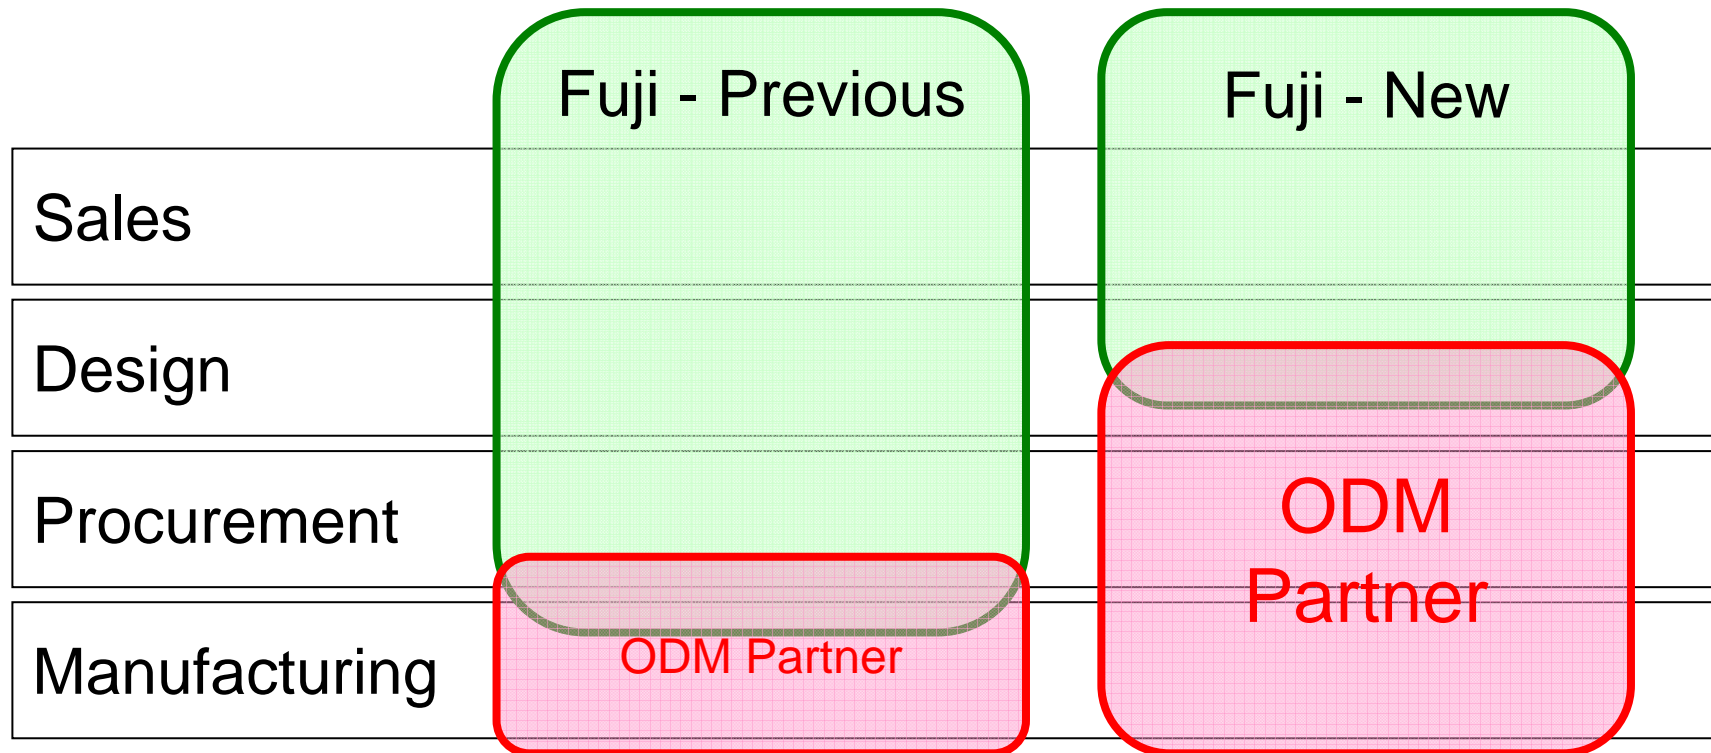 Fuji - Previous
Fuji - New
Sales
Design
Procurement
ODM
Partner
Manufacturing
ODM Partner